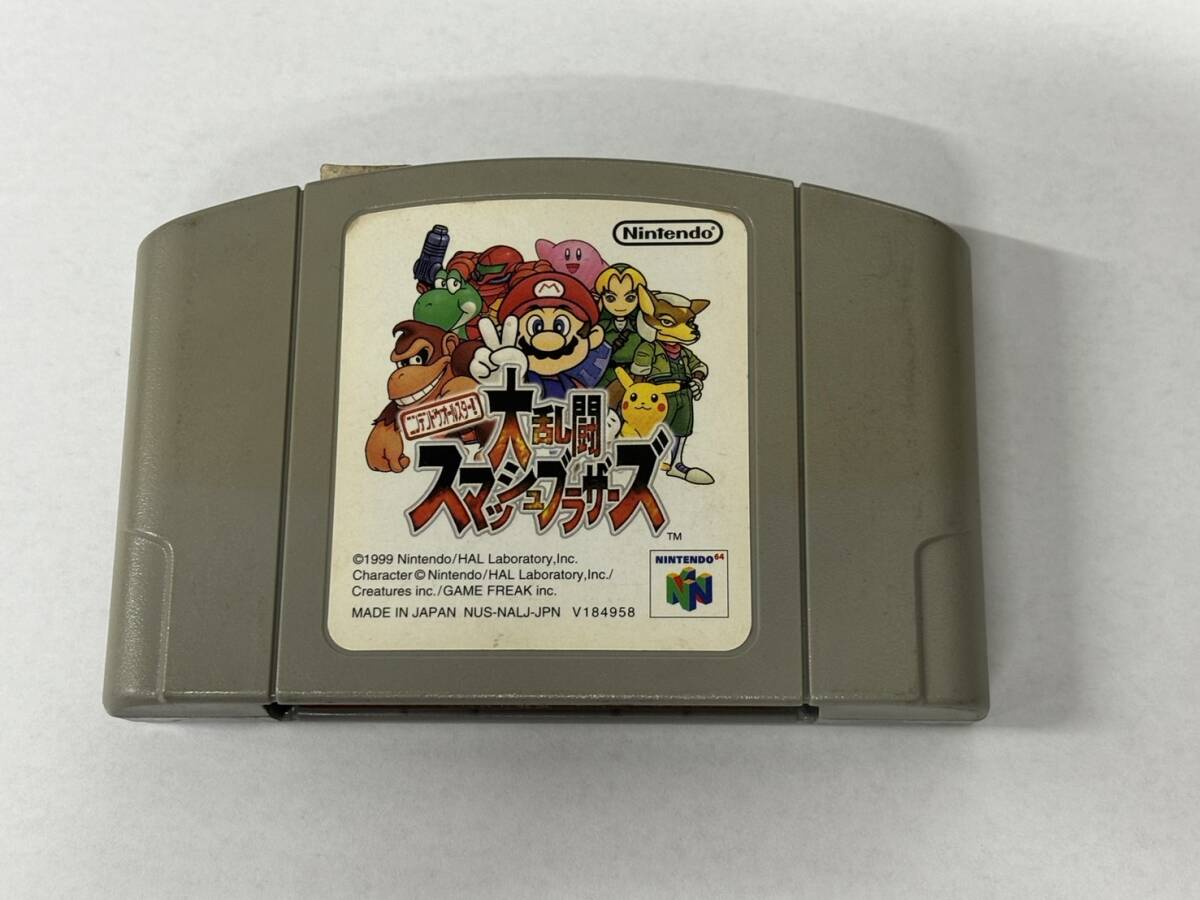 Nintendo®
M
ニンテンドウオールスター!
大乱闘
スマッシュブラザーズ
™
©1999 Nintendo/HAL Laboratory,Inc.
Character © Nintendo/HAL Laboratory,Inc./
Creatures inc./GAME FREAK inc.
MADE IN JAPAN NUS-NALJ-JPN V184958
NINTENDO64